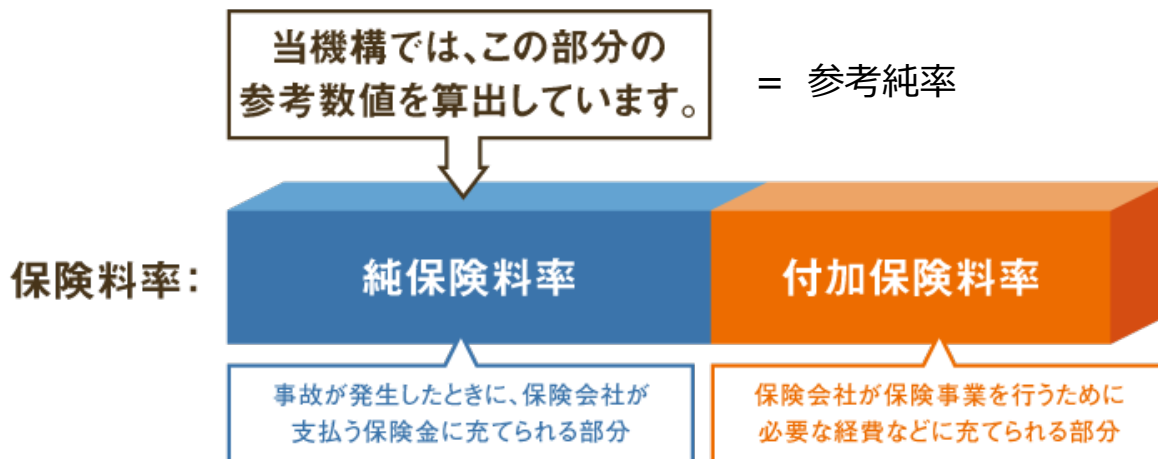 当機構では、この部分の
参考数値を算出しています。
= 参考純率
保険料率:
純保険料率
付加保険料率
事故が発生したときに、保険会社が
支払う保険金に充てられる部分
保険会社が保険事業を行うために
必要な経費などに充てられる部分